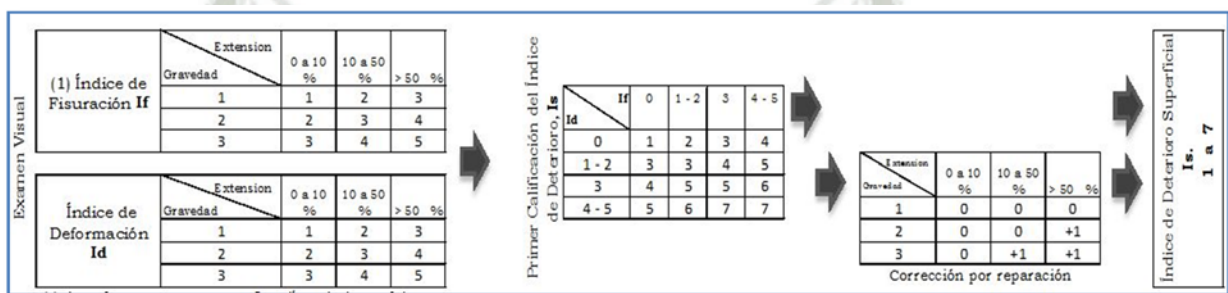 Examen Visual
(1) Índice de
Fisuración If
Extension
Gravedad
0 a 10
%
10 a 50
%
> 50 %
1 1 2 3
2 2 3 4
3 3 4 5
Índice de
Deformación
Id
Extension
Gravedad
0 a 10
%
10 a 50
%
> 50 %
1 1 2 3
2 2 3 4
3 3 4 5
Primer Calificación del Índice
de Deterioro, Is
If 0 1 - 2 3 4 - 5
Id
0 1 2 3 4
1 - 2 3 3 4 5
3 4 5 5 6
4 - 5 5 6 7 7
Extension
Gravedad
0 a 10
%
10 a 50
%
> 50 %
1 0 0 0
2 0 0 +1
3 0 +1 +1
Corrección por reparación
Índice de Deterioro Superficial
Is.
1 a 7